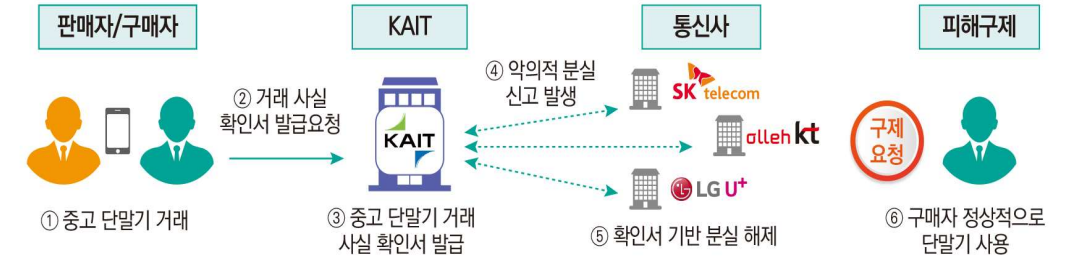 판매자/구매자
KAIT
통신사
피해구제
② 거래 사실
확인서 발급요청
④ 악의적 분실
신고 발생
SK telecom
olleh kt
LG U+
KAIT
구제
요청
① 중고 단말기 거래
③ 중고 단말기 거래
사실 확인서 발급
⑤ 확인서 기반 분실 해제
⑥ 구매자 정상적으로
단말기 사용